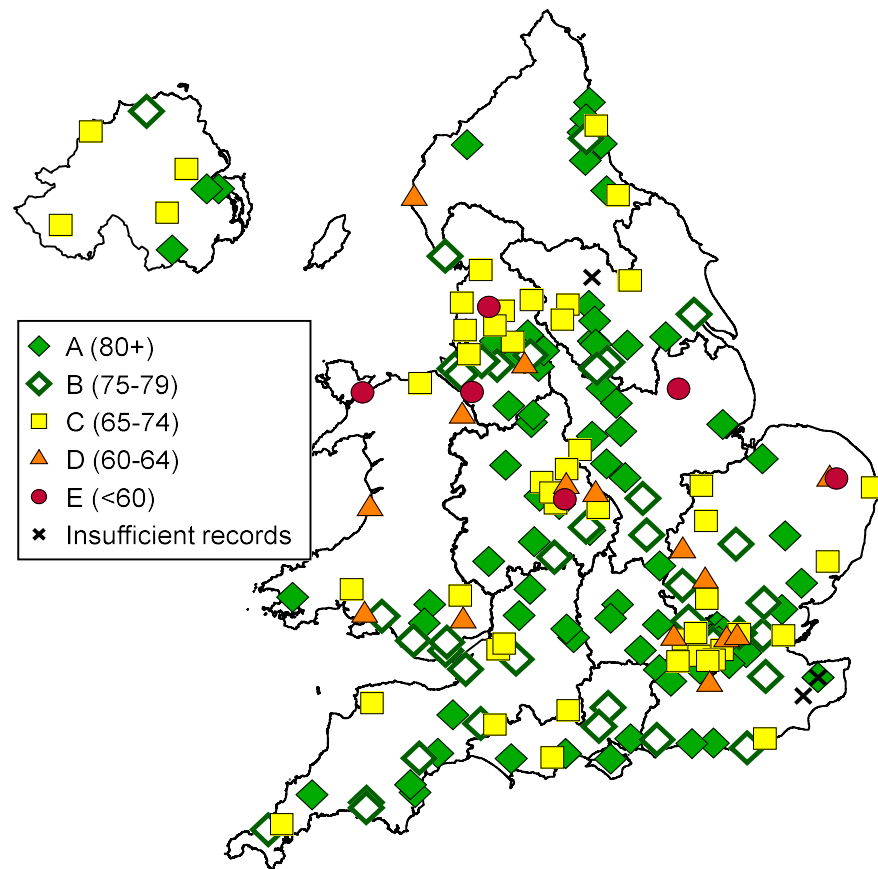 A (80+)
B (75-79)
C (65-74)
D (60-64)
E (<60)
Insufficient records